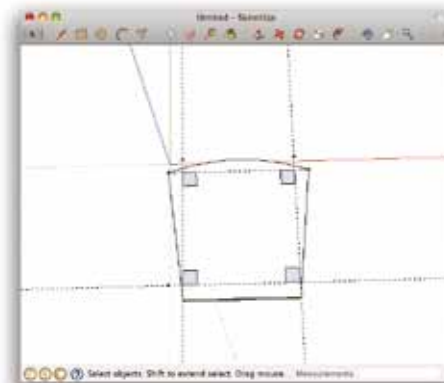 Untitled - SketchUp
Select objects. Shift to extend select. Drag mouse... Measurements